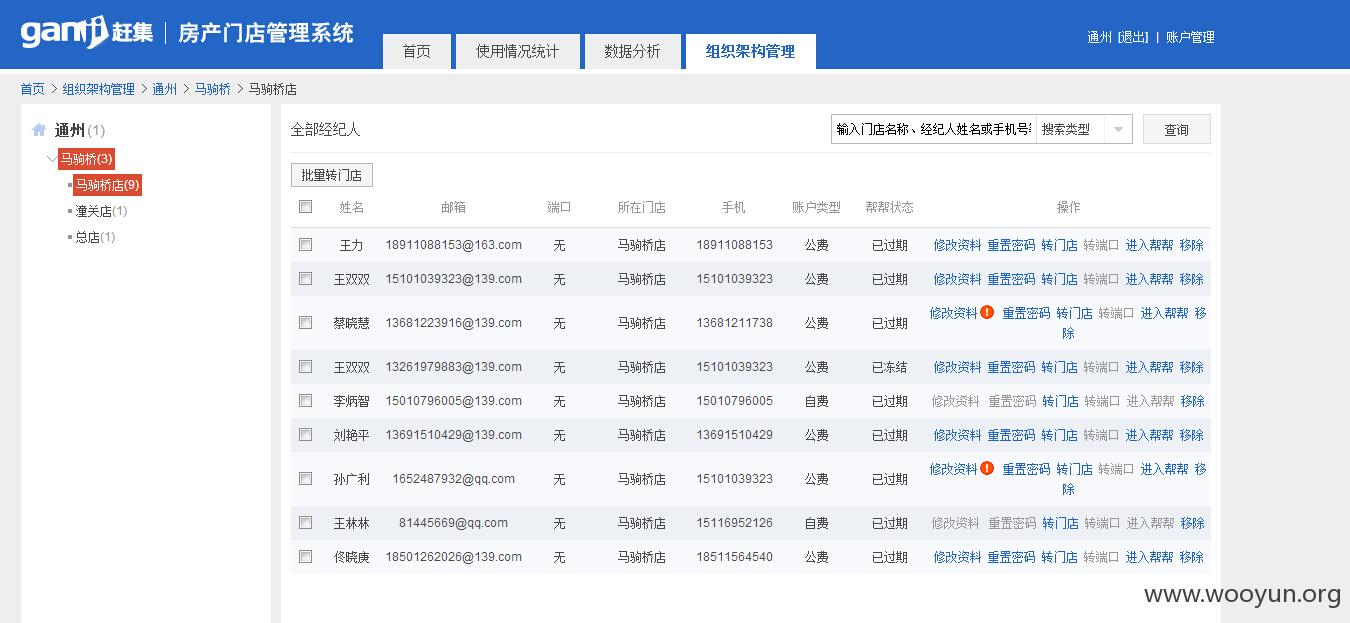 ganji 赶集 房产门店管理系统
首页 使用情况统计 数据分析 组织架构管理
通州 [退出] | 账户管理
首页 > 组织架构管理 > 通州 > 马驹桥 > 马驹桥店
通州(1)
马驹桥(3)
马驹桥店(9)
潼关店(1)
总店(1)
全部经纪人
输入门店名称、经纪人姓名或手机号 搜索类型 查询
批量转门店
姓名 邮箱 端口 所在门店 手机 账户类型 帮帮状态 操作
王力 18911088153@163.com 无 马驹桥店 18911088153 公费 已过期 修改资料 重置密码 转门店 转端口 进入帮帮 移除
王双双 15101039323@139.com 无 马驹桥店 15101039323 公费 已过期 修改资料 重置密码 转门店 转端口 进入帮帮 移除
蔡晓慧 13681223916@139.com 无 马驹桥店 13681211738 公费 已过期 修改资料 ! 重置密码 转门店 转端口 进入帮帮 移
除
王双双 13261979883@139.com 无 马驹桥店 15101039323 公费 已冻结 修改资料 重置密码 转门店 转端口 进入帮帮 移除
李炳智 15010796005@139.com 无 马驹桥店 15010796005 自费 已过期 修改资料 重置密码 转门店 转端口 进入帮帮 移除
刘艳平 13691510429@139.com 无 马驹桥店 13691510429 公费 已过期 修改资料 重置密码 转门店 转端口 进入帮帮 移除
孙广利 1652487932@qq.com 无 马驹桥店 15101039323 公费 已过期 修改资料 ! 重置密码 转门店 转端口 进入帮帮 移
除
王林林 81445669@qq.com 无 马驹桥店 15116952126 自费 已过期 修改资料 重置密码 转门店 转端口 进入帮帮 移除
佟晓庚 18501262026@139.com 无 马驹桥店 18511564540 公费 已过期 修改资料 重置密码 转门店 转端口 进入帮帮 移除
www.wooyun.org